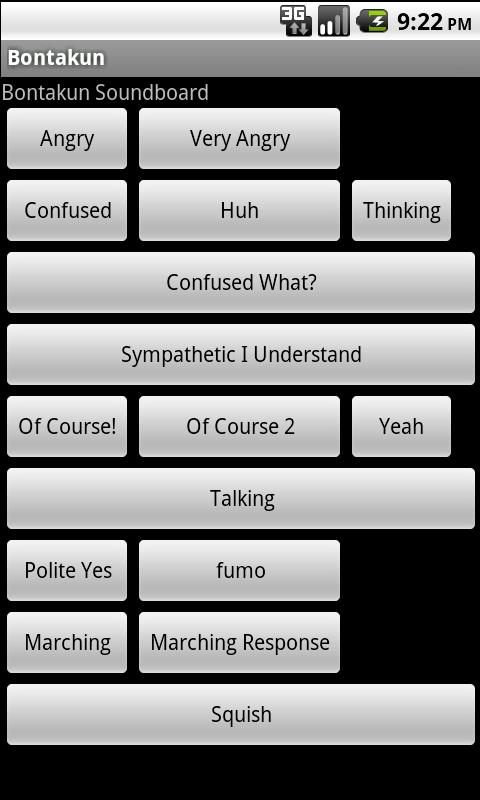 3G 9:22 PM
Bontakun
Bontakun Soundboard
Angry Very Angry
Confused Huh Thinking
Confused What?
Sympathetic I Understand
Of Course! Of Course 2 Yeah
Talking
Polite Yes fumo
Marching Marching Response
Squish